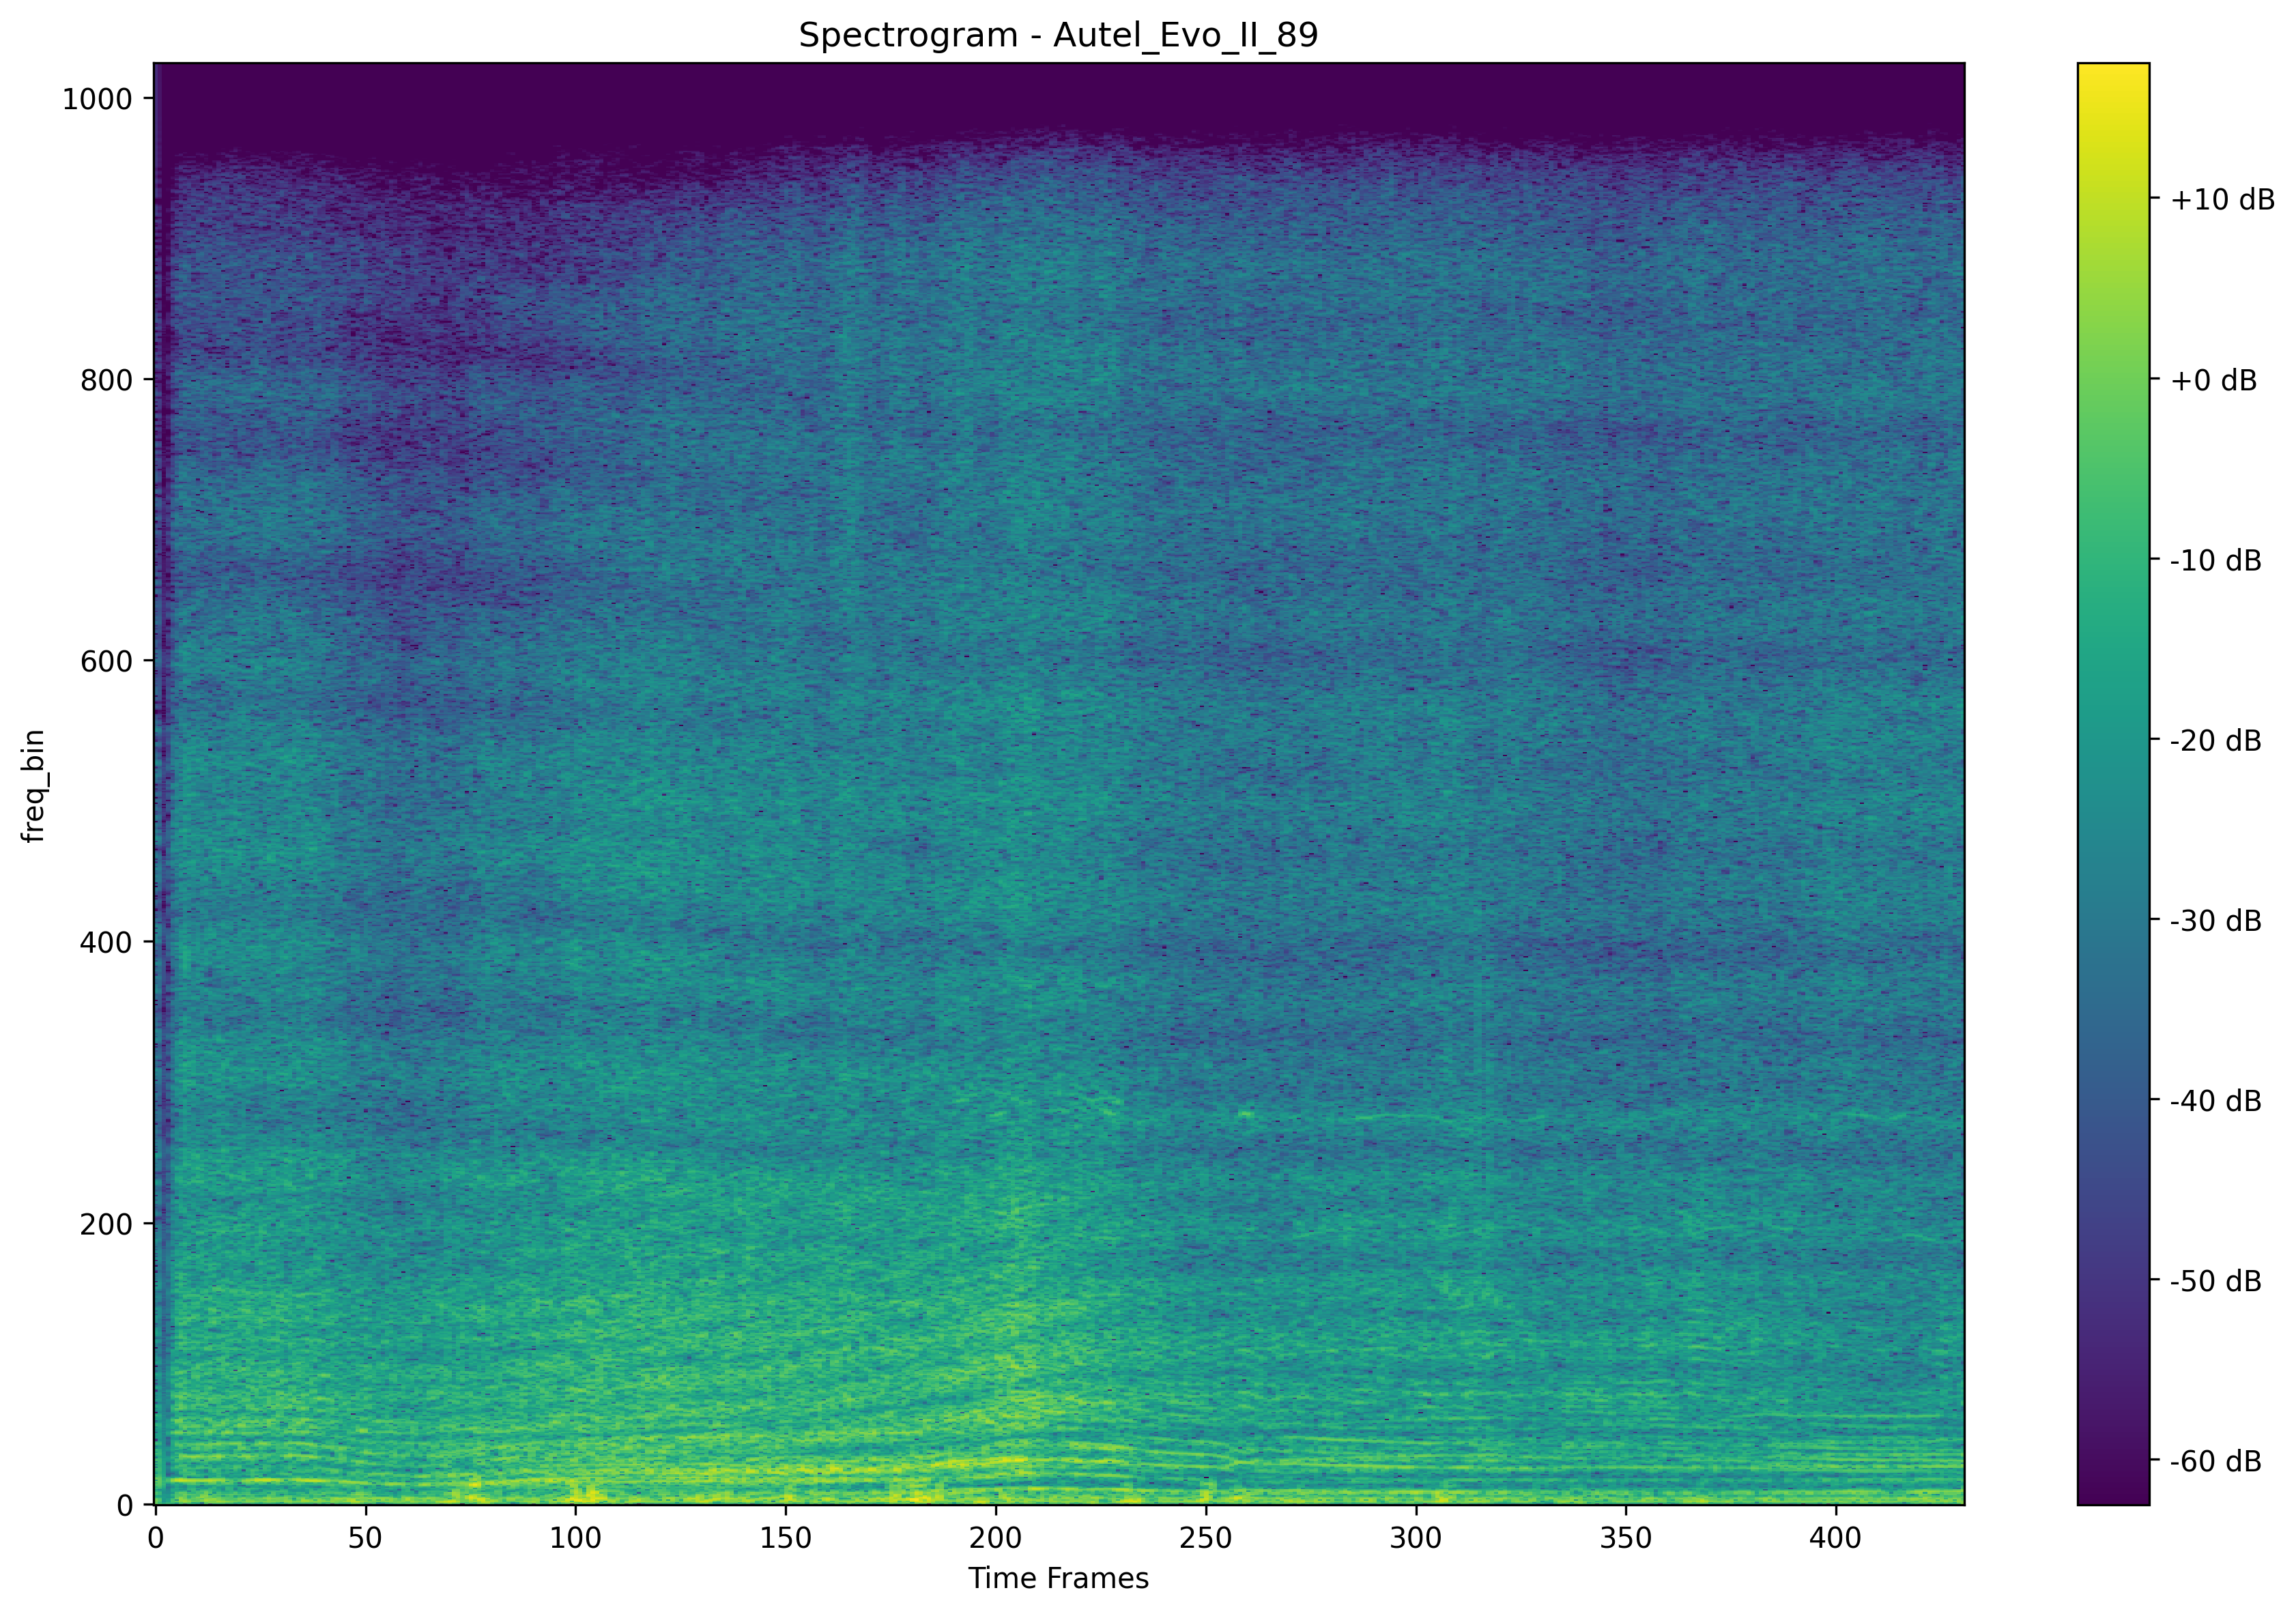 Spectrogram - Autel_Evo_II_89
1000
800
600
400
200
0
freq_bin
0 50 100 150 200 250 300 350 400
Time Frames
+10 dB
+0 dB
-10 dB
-20 dB
-30 dB
-40 dB
-50 dB
-60 dB